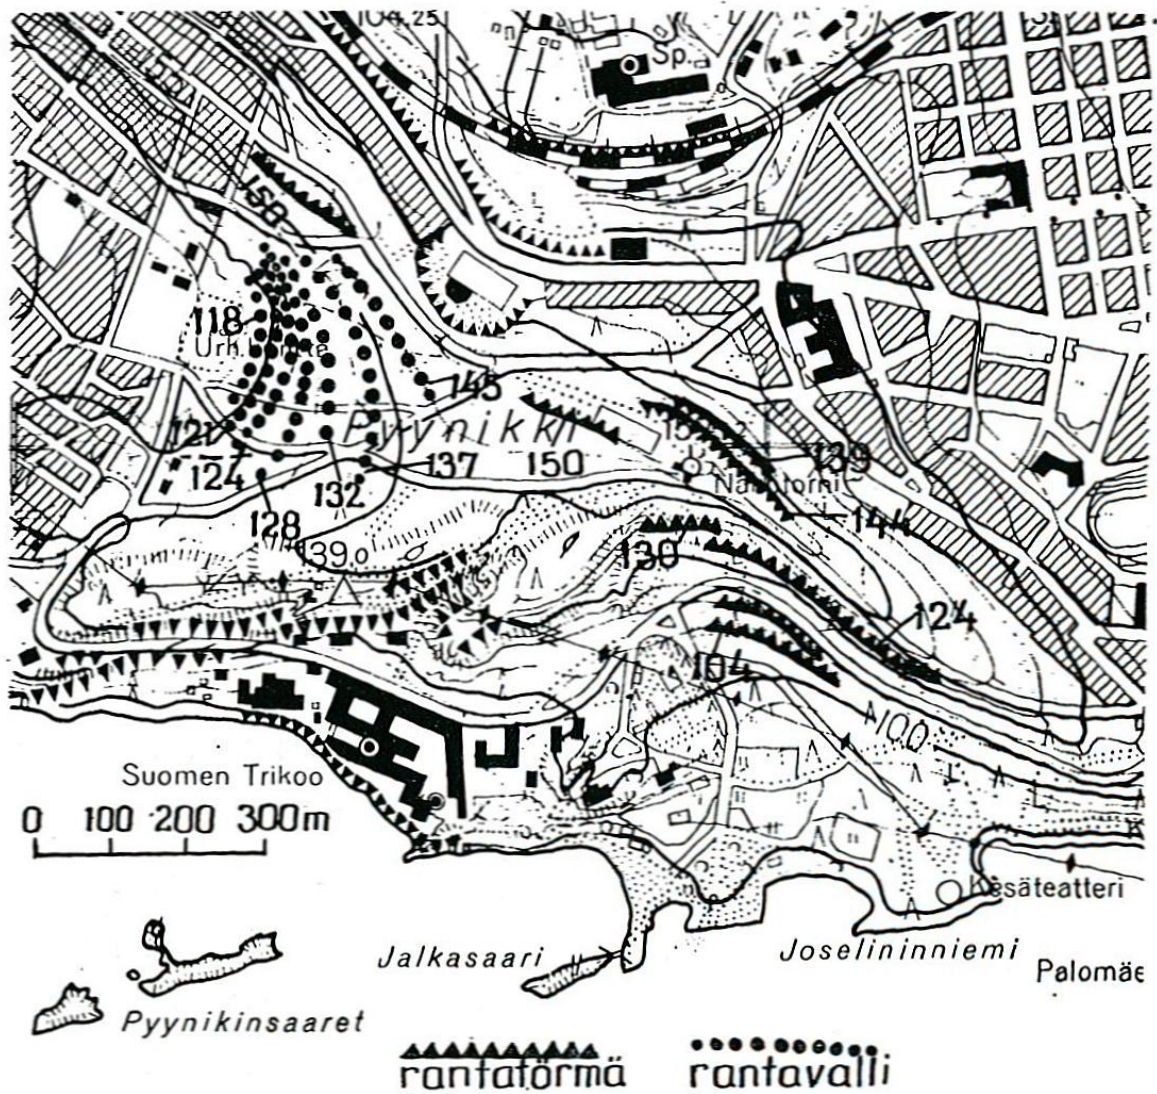 104.25
Sp.
150
118
Urh.
145
121
Pyynikki
139
124
137
150
Näkötorni
132
144
128
139.0
130
124
104
100
Suomen Trikoo
0 100 200 300m
Kesäteatteri
Jalkasaari
Joselininniemi
Palomäe
Pyynikinsaaret
rantatörmä
rantavalli